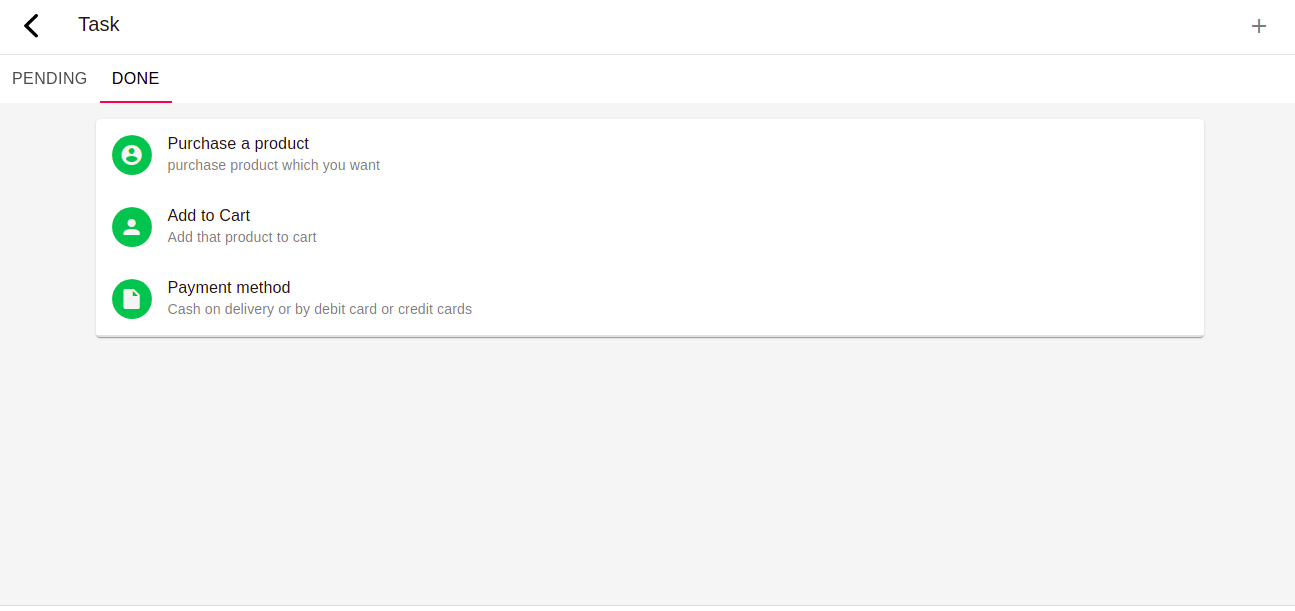 Task
PENDING DONE
Purchase a product
purchase product which you want
Add to Cart
Add that product to cart
Payment method
Cash on delivery or by debit card or credit cards